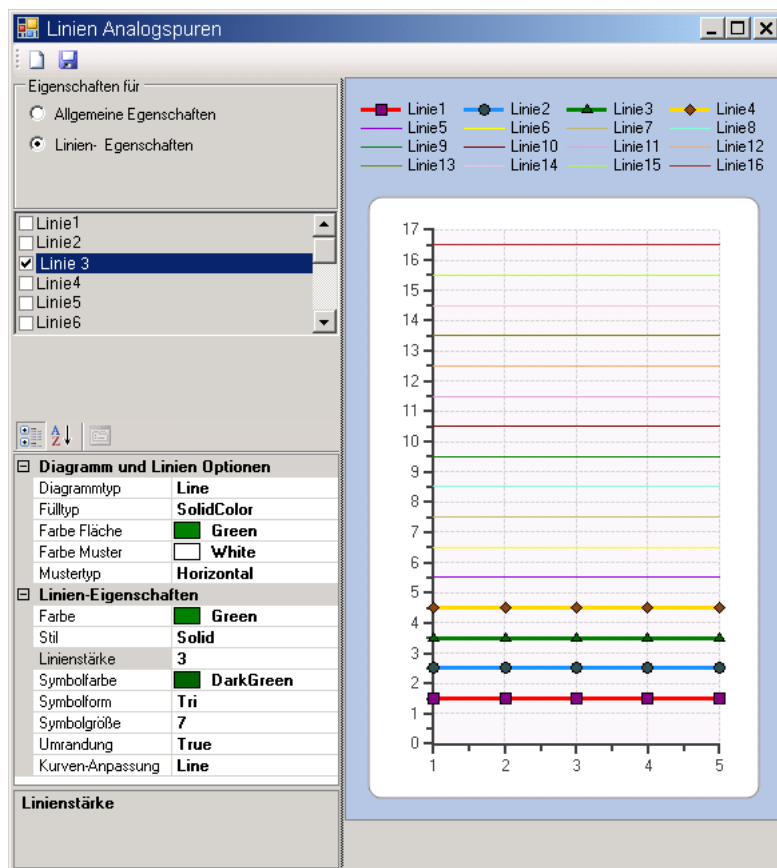 Linien Analogspuren
Eigenschaften für
Allgemeine Eigenschaften
Linien- Eigenschaften
Linie1
Linie2
Linie 3
Linie4
Linie5
Linie6
Diagramm und Linien Optionen
Diagrammtyp Line
Fülltyp SolidColor
Farbe Fläche Green
Farbe Muster White
Mustertyp Horizontal
Linien-Eigenschaften
Farbe Green
Stil Solid
Linienstärke 3
Symbolfarbe DarkGreen
Symbolform Tri
Symbolgröße 7
Umrandung True
Kurven-Anpassung Line
Linienstärke
Linie1 Linie2 Linie3 Linie4
Linie5 Linie6 Linie7 Linie8
Linie9 Linie10 Linie11 Linie12
Linie13 Linie14 Linie15 Linie16
17
16
15
14
13
12
11
10
9
8
7
6
5
4
3
2
1
0
1 2 3 4 5